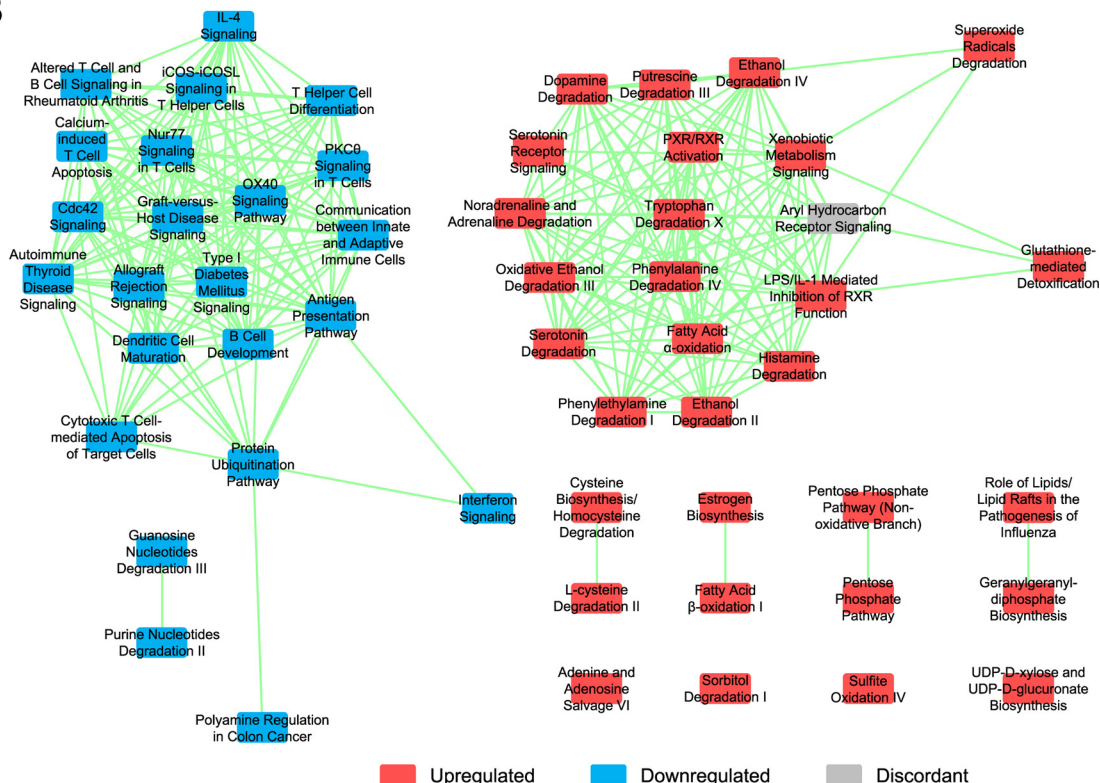 IL-4
Signaling
Altered T Cell and
B Cell Signaling in
Rheumatoid Arthritis
iCOS-iCOSL
Signaling in
T Helper Cells
T Helper Cell
Differentiation
Calcium-
induced
T Cell
Apoptosis
Nur77
Signaling
in T Cells
PKCθ
Signaling
in T Cells
OX40
Signaling
Pathway
Cdc42
Signaling
Graft-versus-
Host Disease
Signaling
Communication
between Innate
and Adaptive
Immune Cells
Autoimmune
Thyroid
Disease
Signaling
Allograft
Rejection
Signaling
Type I
Diabetes
Mellitus
Signaling
Antigen
Presentation
Pathway
Dendritic Cell
Maturation
B Cell
Development
Cytotoxic T Cell-
mediated Apoptosis
of Target Cells
Protein
Ubiquitination
Pathway
Interferon
Signaling
Guanosine
Nucleotides
Degradation III
Purine Nucleotides
Degradation II
Polyamine Regulation
in Colon Cancer
Superoxide
Radicals
Degradation
Dopamine
Degradation
Putrescine
Degradation III
Ethanol
Degradation IV
Serotonin
Receptor
Signaling
PXR/RXR
Activation
Xenobiotic
Metabolism
Signaling
Noradrenaline and
Adrenaline Degradation
Tryptophan
Degradation X
Aryl Hydrocarbon
Receptor Signaling
Glutathione-
mediated
Detoxification
Oxidative Ethanol
Degradation III
Phenylalanine
Degradation IV
LPS/IL-1 Mediated
Inhibition of RXR
Function
Serotonin
Degradation
Fatty Acid
α-oxidation
Histamine
Degradation
Phenylethylamine
Degradation I
Ethanol
Degradation II
Cysteine
Biosynthesis/
Homocysteine
Degradation
Estrogen
Biosynthesis
Pentose Phosphate
Pathway (Non-
oxidative Branch)
Role of Lipids/
Lipid Rafts in the
Pathogenesis of
Influenza
L-cysteine
Degradation II
Fatty Acid
β-oxidation I
Pentose
Phosphate
Pathway
Geranylgeranyl-
diphosphate
Biosynthesis
Adenine and
Adenosine
Salvage VI
Sorbitol
Degradation I
Sulfite
Oxidation IV
UDP-D-xylose and
UDP-D-glucuronate
Biosynthesis
Upregulated
Downregulated
Discordant